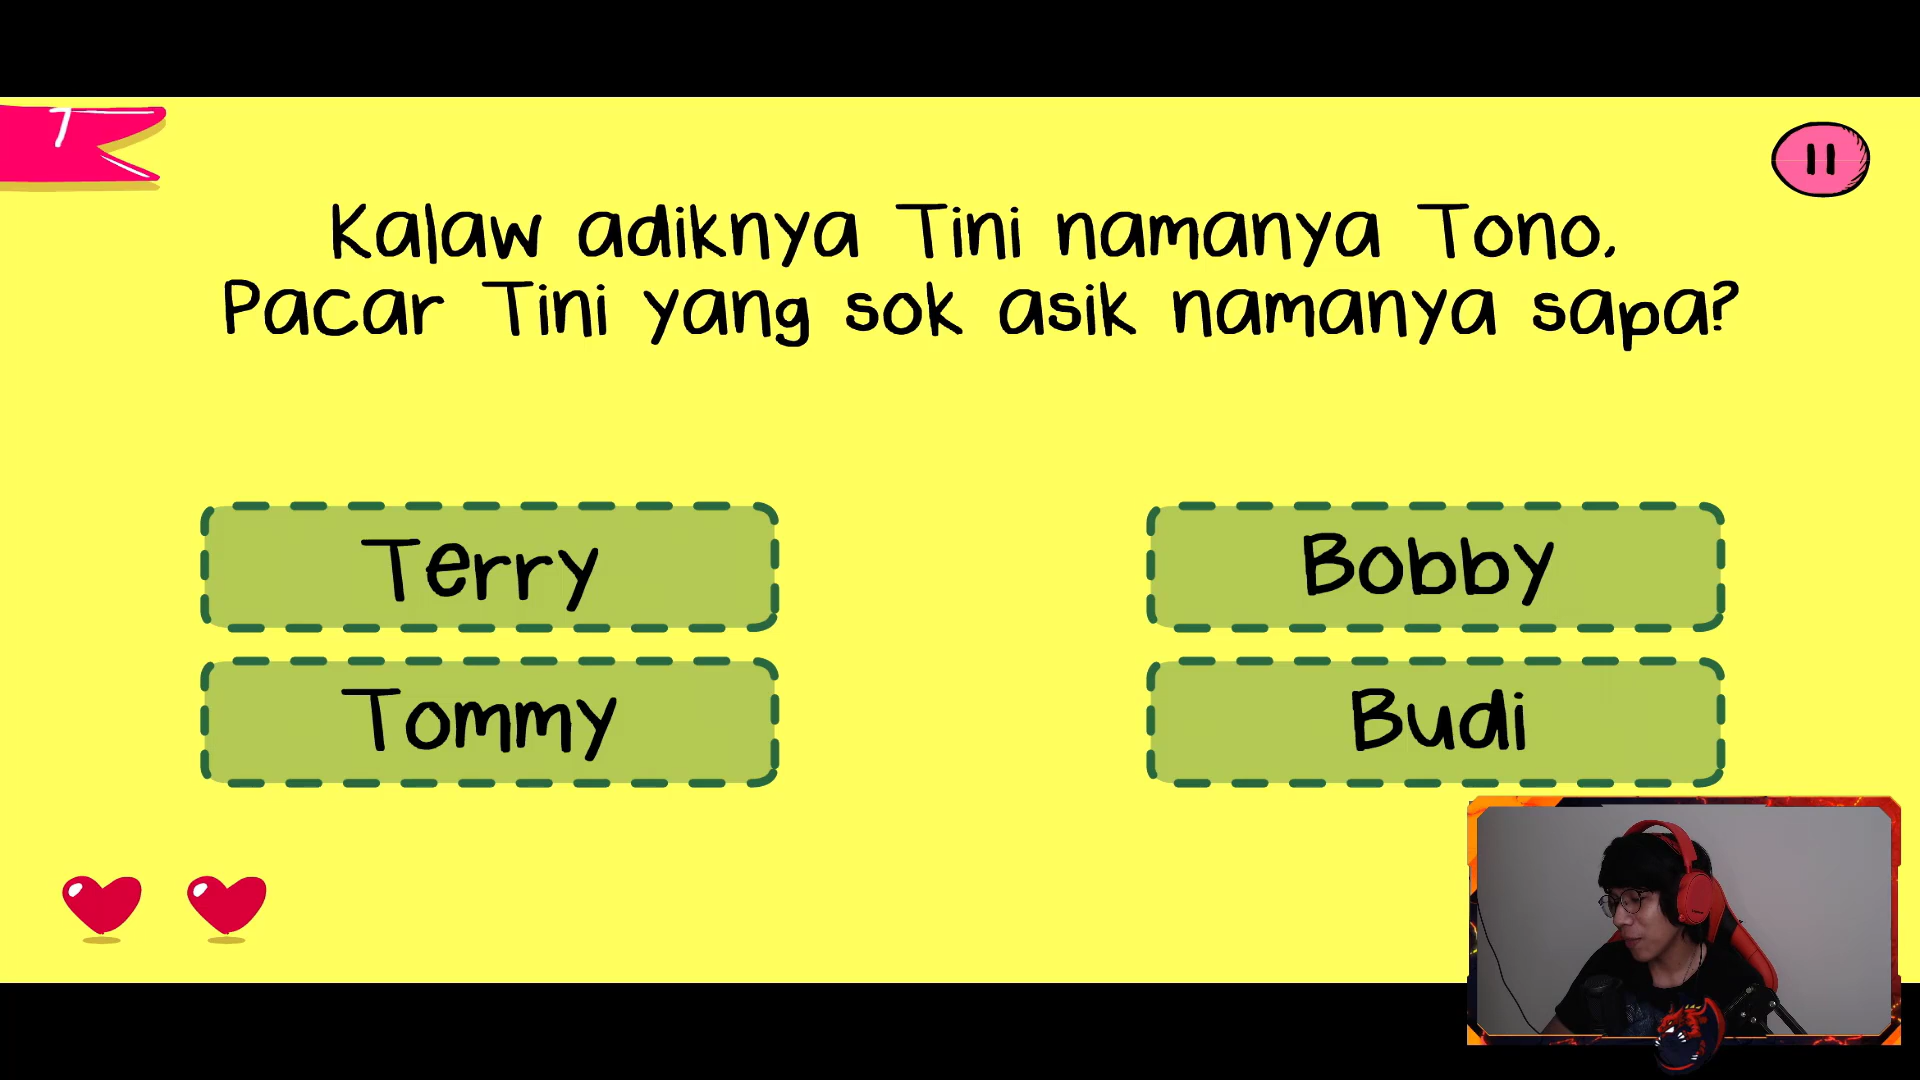 7
Kalaw adiknya Tini namanya Tono.
Pacar Tini yang sok asik namanya sapa?
Terry
Bobby
Tommy
Budi